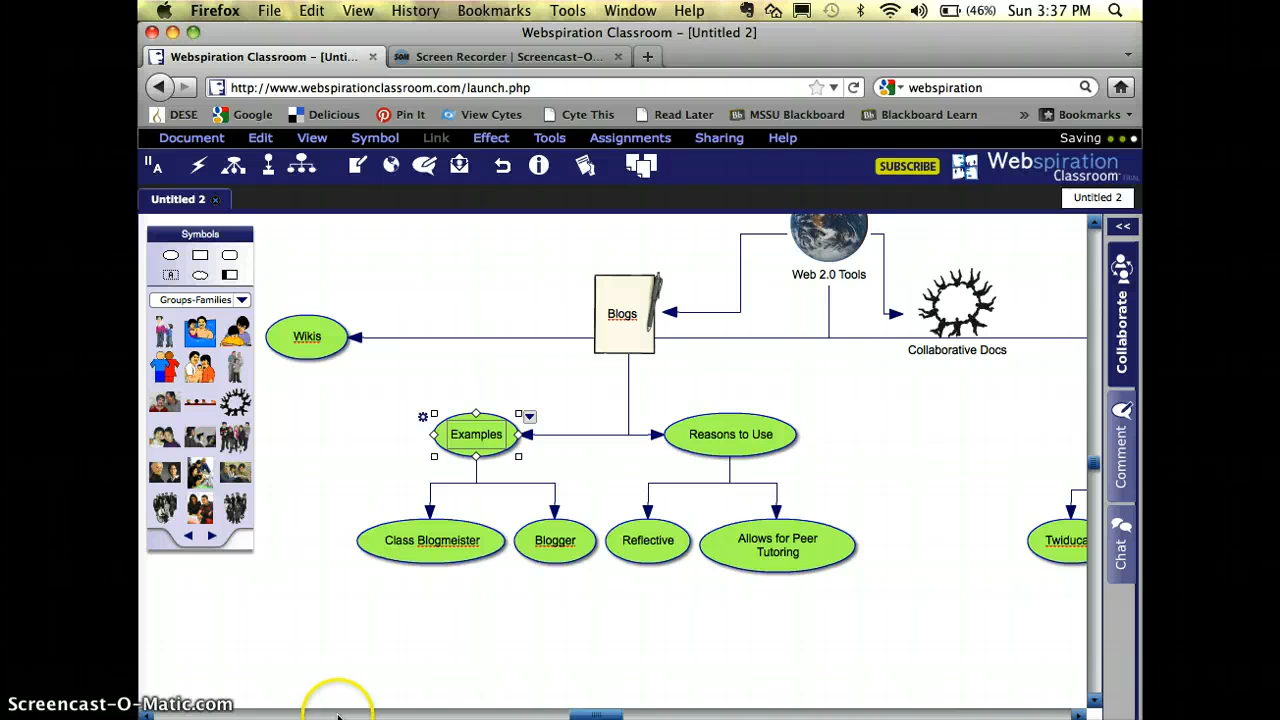 Firefox File Edit View History Bookmarks Tools Window Help (46%) Sun 3:37 PM
Webspiration Classroom – [Untitled 2]
Webspiration Classroom – [Unti... Screen Recorder | Screencast-O...
http://www.webspirationclassroom.com/launch.php webspiration
DESE Google Delicious Pin It View Cytes Cyte This Read Later MSSU Blackboard Blackboard Learn » Bookmarks
Document Edit View Symbol Link Effect Tools Assignments Sharing Help Saving
SUBSCRIBE Webspiration
Classroom TRIAL
Untitled 2 Untitled 2
<<
Symbols
Groups-Families
Web 2.0 Tools
Blogs
Wikis
Collaborative Docs
Collaborate
Examples
Reasons to Use
Comment
Class Blogmeister
Blogger
Reflective
Allows for Peer
Tutoring
Twiduca
Chat
Screencast-O-Matic.com